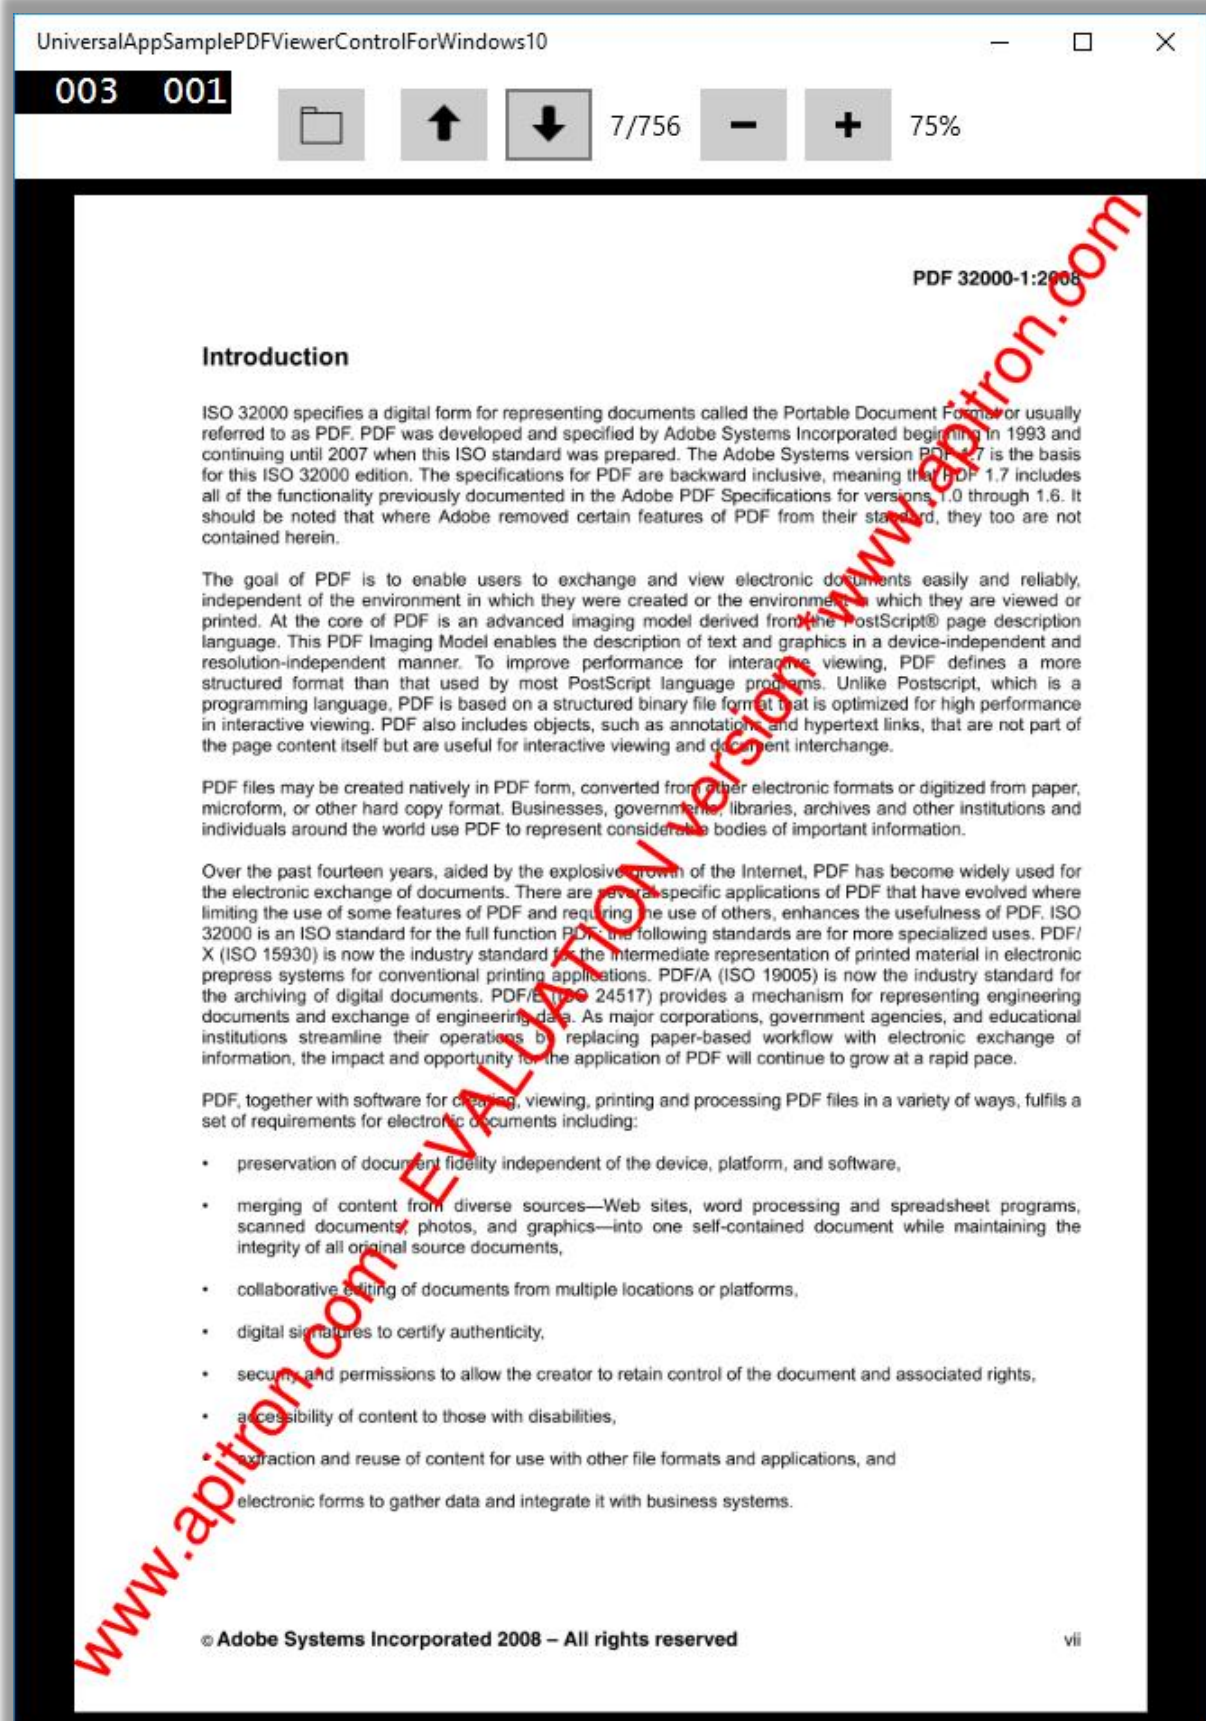 UniversalAppSamplePDFViewerControlForWindows10
003 001
7/756
75%
PDF 32000-1:2008
Introduction
ISO 32000 specifies a digital form for representing documents called the Portable Document Format or usually
referred to as PDF. PDF was developed and specified by Adobe Systems Incorporated beginning in 1993 and
continuing until 2007 when this ISO standard was prepared. The Adobe Systems version PDF 1.7 is the basis
for this ISO 32000 edition. The specifications for PDF are backward inclusive, meaning that PDF 1.7 includes
all of the functionality previously documented in the Adobe PDF Specifications for versions 1.0 through 1.6. It
should be noted that where Adobe removed certain features of PDF from their standard, they too are not
contained herein.
The goal of PDF is to enable users to exchange and view electronic documents easily and reliably,
independent of the environment in which they were created or the environment in which they are viewed or
printed. At the core of PDF is an advanced imaging model derived from the PostScript® page description
language. This PDF Imaging Model enables the description of text and graphics in a device-independent and
resolution-independent manner. To improve performance for interactive viewing, PDF defines a more
structured format than that used by most PostScript language programs. Unlike Postscript, which is a
programming language, PDF is based on a structured binary file format that is optimized for high performance
in interactive viewing. PDF also includes objects, such as annotations and hypertext links, that are not part of
the page content itself but are useful for interactive viewing and document interchange.
PDF files may be created natively in PDF form, converted from other electronic formats or digitized from paper,
microform, or other hard copy format. Businesses, governments, libraries, archives and other institutions and
individuals around the world use PDF to represent considerable bodies of important information.
Over the past fourteen years, aided by the explosive growth of the Internet, PDF has become widely used for
the electronic exchange of documents. There are several specific applications of PDF that have evolved where
limiting the use of some features of PDF and requiring the use of others, enhances the usefulness of PDF. ISO
32000 is an ISO standard for the full function PDF; the following standards are for more specialized uses. PDF/
X (ISO 15930) is now the industry standard for the intermediate representation of printed material in electronic
prepress systems for conventional printing applications. PDF/A (ISO 19005) is now the industry standard for
the archiving of digital documents. PDF/E (ISO 24517) provides a mechanism for representing engineering
documents and exchange of engineering data. As major corporations, government agencies, and educational
institutions streamline their operations by replacing paper-based workflow with electronic exchange of
information, the impact and opportunity for the application of PDF will continue to grow at a rapid pace.
PDF, together with software for creating, viewing, printing and processing PDF files in a variety of ways, fulfils a
set of requirements for electronic documents including:
• preservation of document fidelity independent of the device, platform, and software,
• merging of content from diverse sources—Web sites, word processing and spreadsheet programs,
scanned documents, photos, and graphics—into one self-contained document while maintaining the
integrity of all original source documents,
• collaborative editing of documents from multiple locations or platforms,
• digital signatures to certify authenticity,
• security and permissions to allow the creator to retain control of the document and associated rights,
• accessibility of content to those with disabilities,
• extraction and reuse of content for use with other file formats and applications, and
electronic forms to gather data and integrate it with business systems.
© Adobe Systems Incorporated 2008 – All rights reserved vii
www.apitron.com - EVALUATION version *www.apitron.com